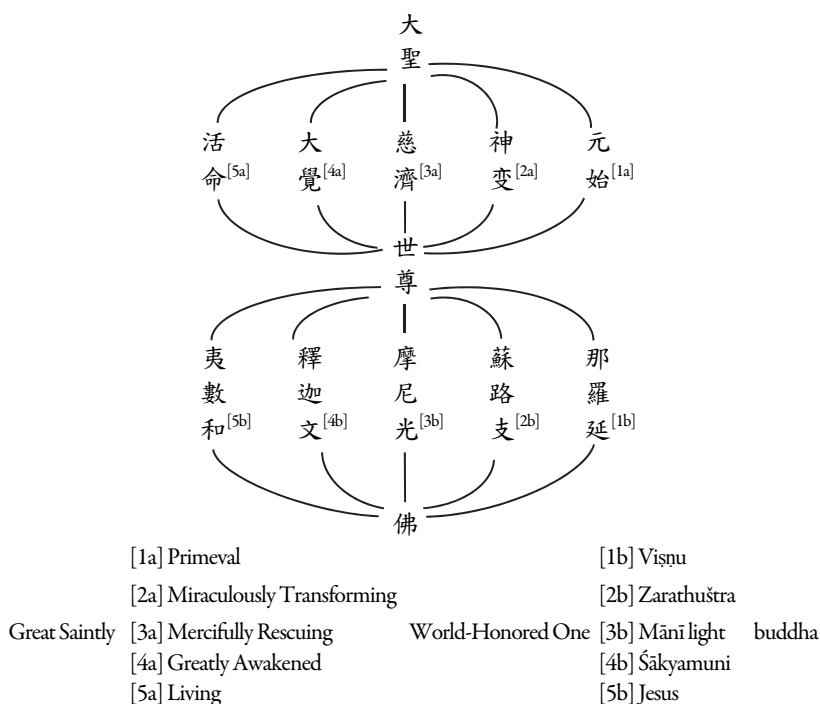 大聖
活命[5a] 大覺[4a] 慈濟[3a] 神变[2a] 元始[1a]
世尊
夷數和[5b] 釋迦文[4b] 摩尼光[3b] 蘇路支[2b] 那羅延[1b]
佛
[1a] Primeval [1b] Viṣṇu
[2a] Miraculously Transforming [2b] Zarathuštra
Great Saintly [3a] Mercifully Rescuing World-Honored One [3b] Mānī light buddha
[4a] Greatly Awakened [4b] Śākyamuni
[5a] Living [5b] Jesus